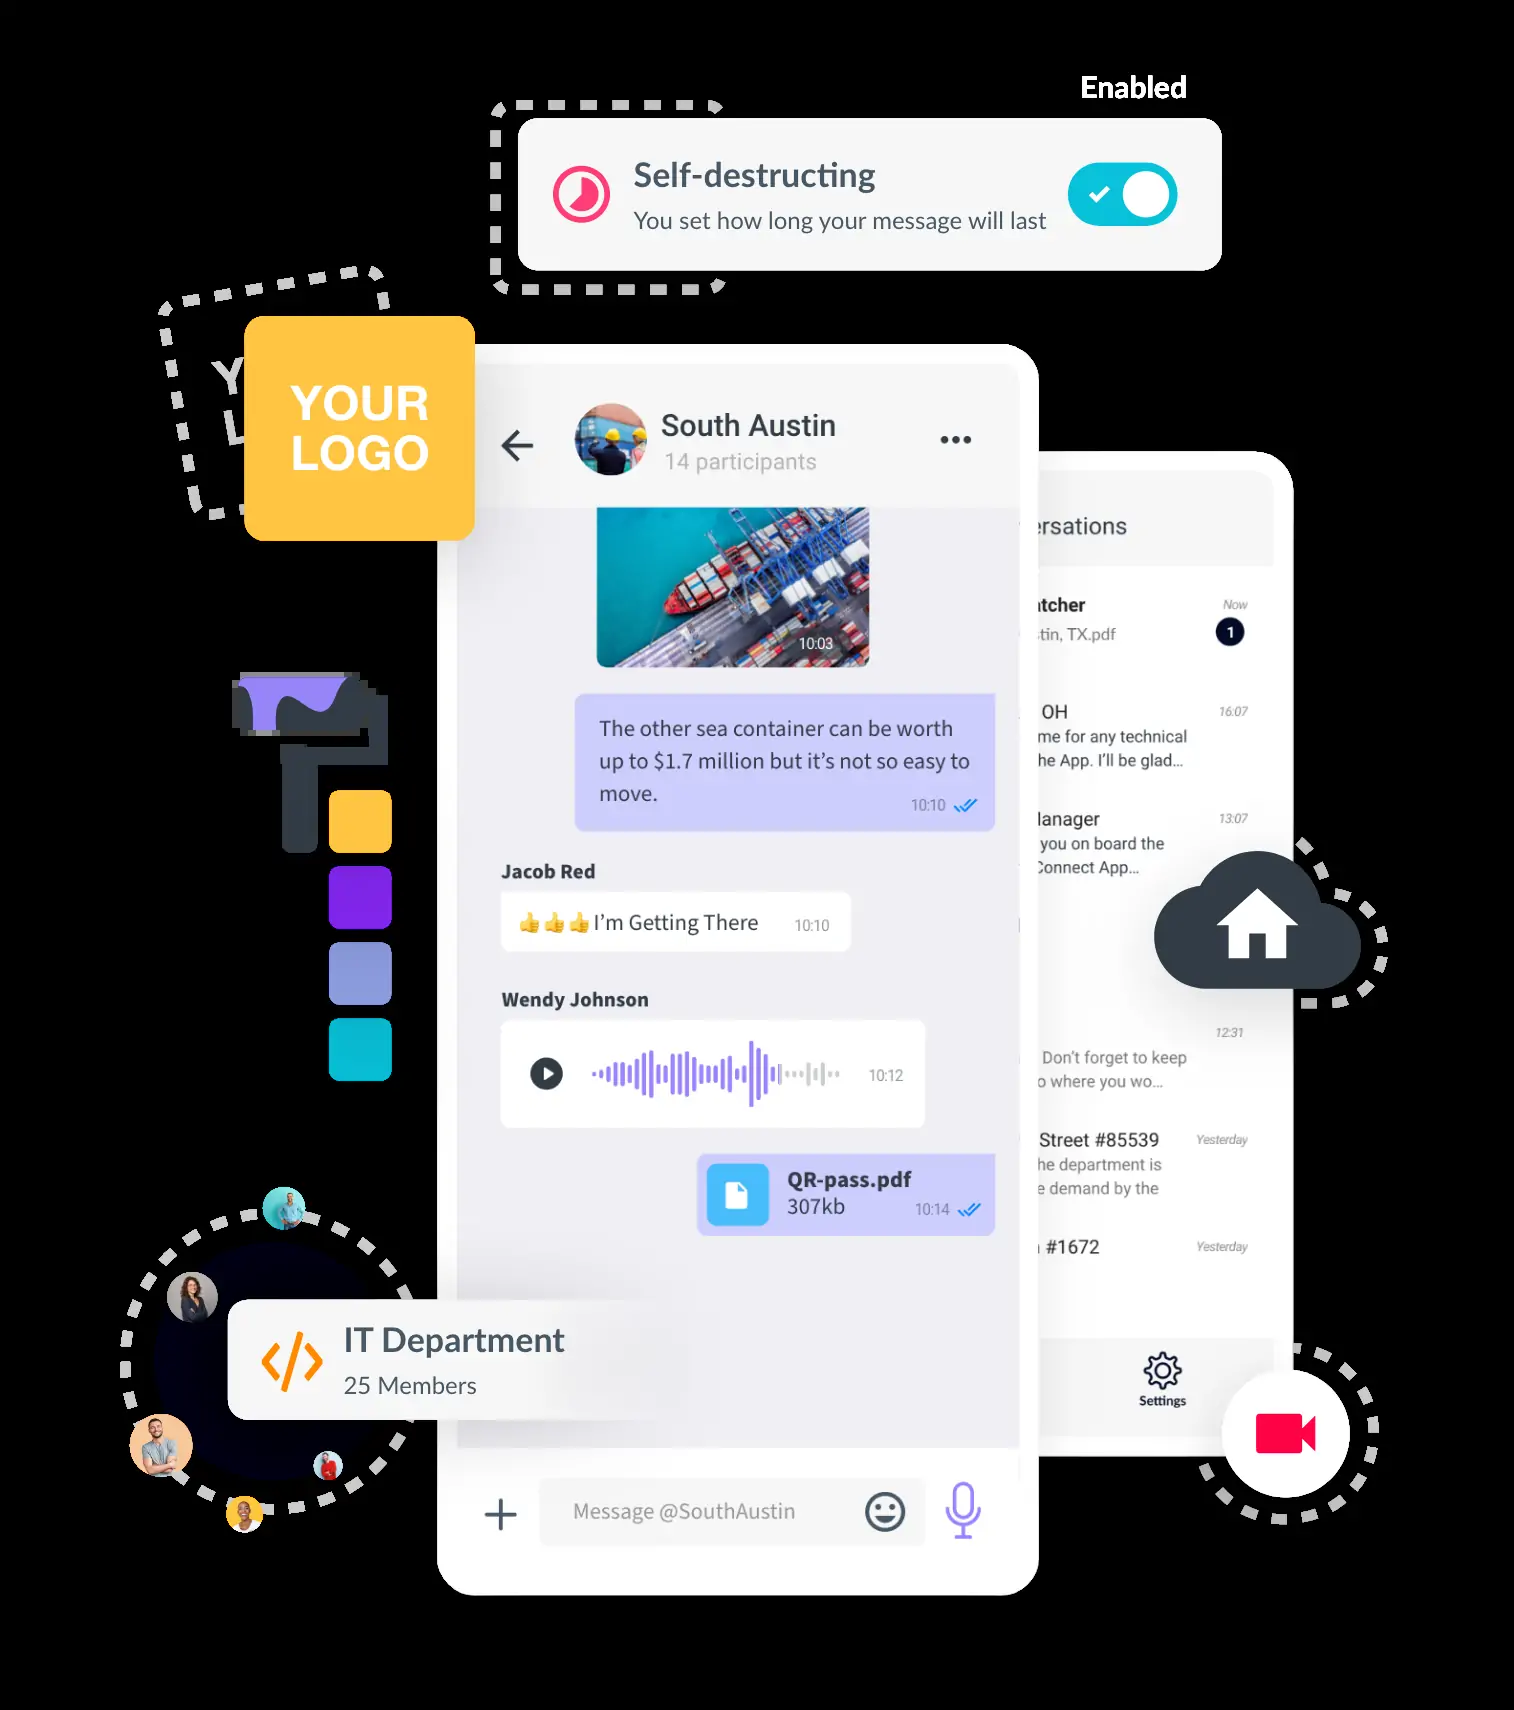 Enabled
Self-destructing
You set how long your message will last
Y
L
YOUR
LOGO
South Austin
14 participants
10:03
The other sea container can be worth
up to $1.7 million but it’s not so easy to
move.
10:10
Jacob Red
👍👍👍I’m Getting There 10:10
Wendy Johnson
10:12
QR-pass.pdf
307kb 10:14
IT Department
25 Members
Message @SouthAustin
ersations
atcher Now
tin, TX.pdf 1
OH 16:07
me for any technical
he App. I’ll be glad...
anager 13:07
you on board the
Connect App...
12:31
Don’t forget to keep
o where you wo...
Street #85539 Yesterday
he department is
e demand by the
#1672 Yesterday
Settings